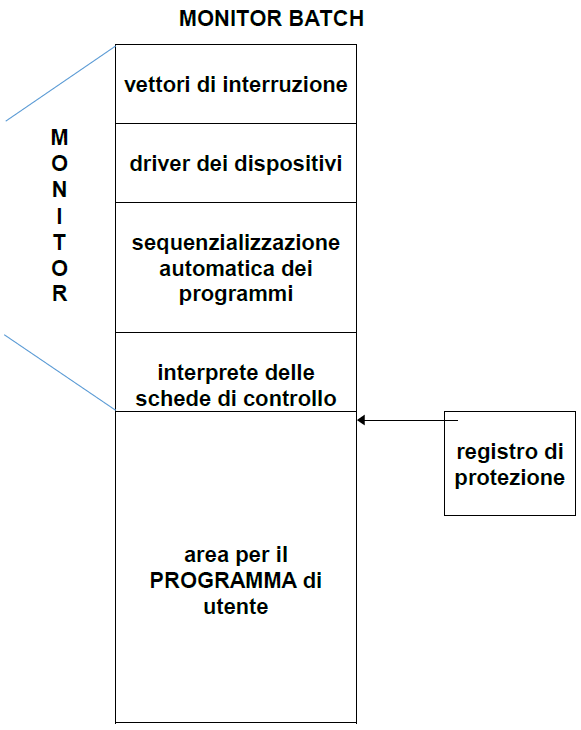 MONITOR BATCH
vettori di interruzione
M
O
N
I
T
O
R
driver dei dispositivi
sequenzializzazione
automatica dei
programmi
interprete delle
schede di controllo
registro di
protezione
area per il
PROGRAMMA di
utente